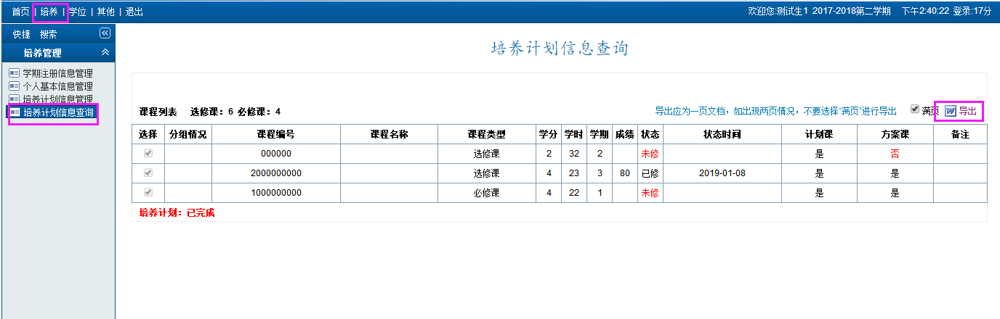 首页 | 培养 | 学位 | 其他 | 退出 欢迎您:测试生1 2017-2018第二学期 下午2:40:22 登录:17分
快捷 搜索
培养管理
学期注册信息管理
个人基本信息管理
培养计划信息管理
培养计划信息查询
培养计划信息查询
课程列表 选修课：6 必修课：4 导出应为一页文档，如出现两页情况，不要选择“满页”进行导出 满页 导出
选择 分组情况 课程编号 课程名称 课程类型 学分 学时 学期 成绩 状态 状态时间 计划课 方案课 备注
000000 选修课 2 32 2 未修 是 否
2000000000 选修课 4 23 3 80 已修 2019-01-08 是 是
1000000000 必修课 4 22 1 未修 是 是
培养计划：已完成